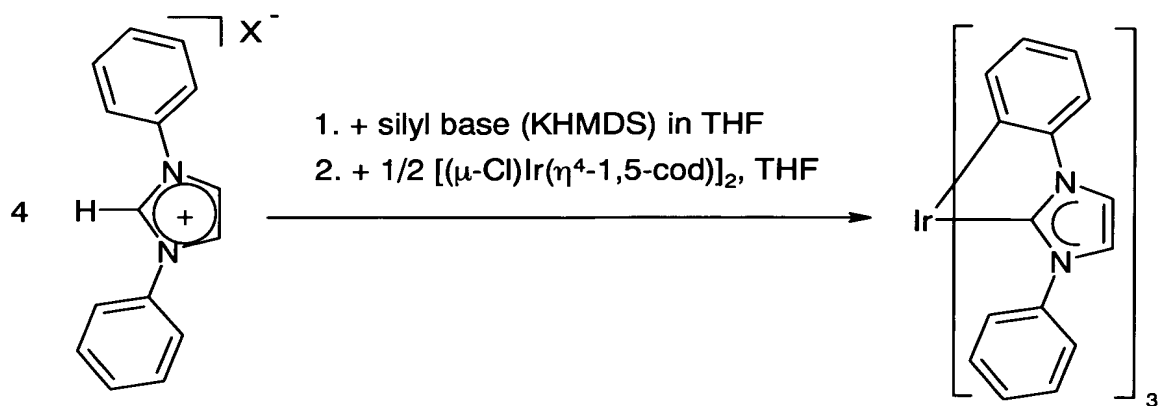 X⁻
1. + silyl base (KHMDS) in THF
2. + 1/2 [(μ-Cl)Ir(η⁴-1,5-cod)]₂, THF
4 H + N N
Ir N N
3